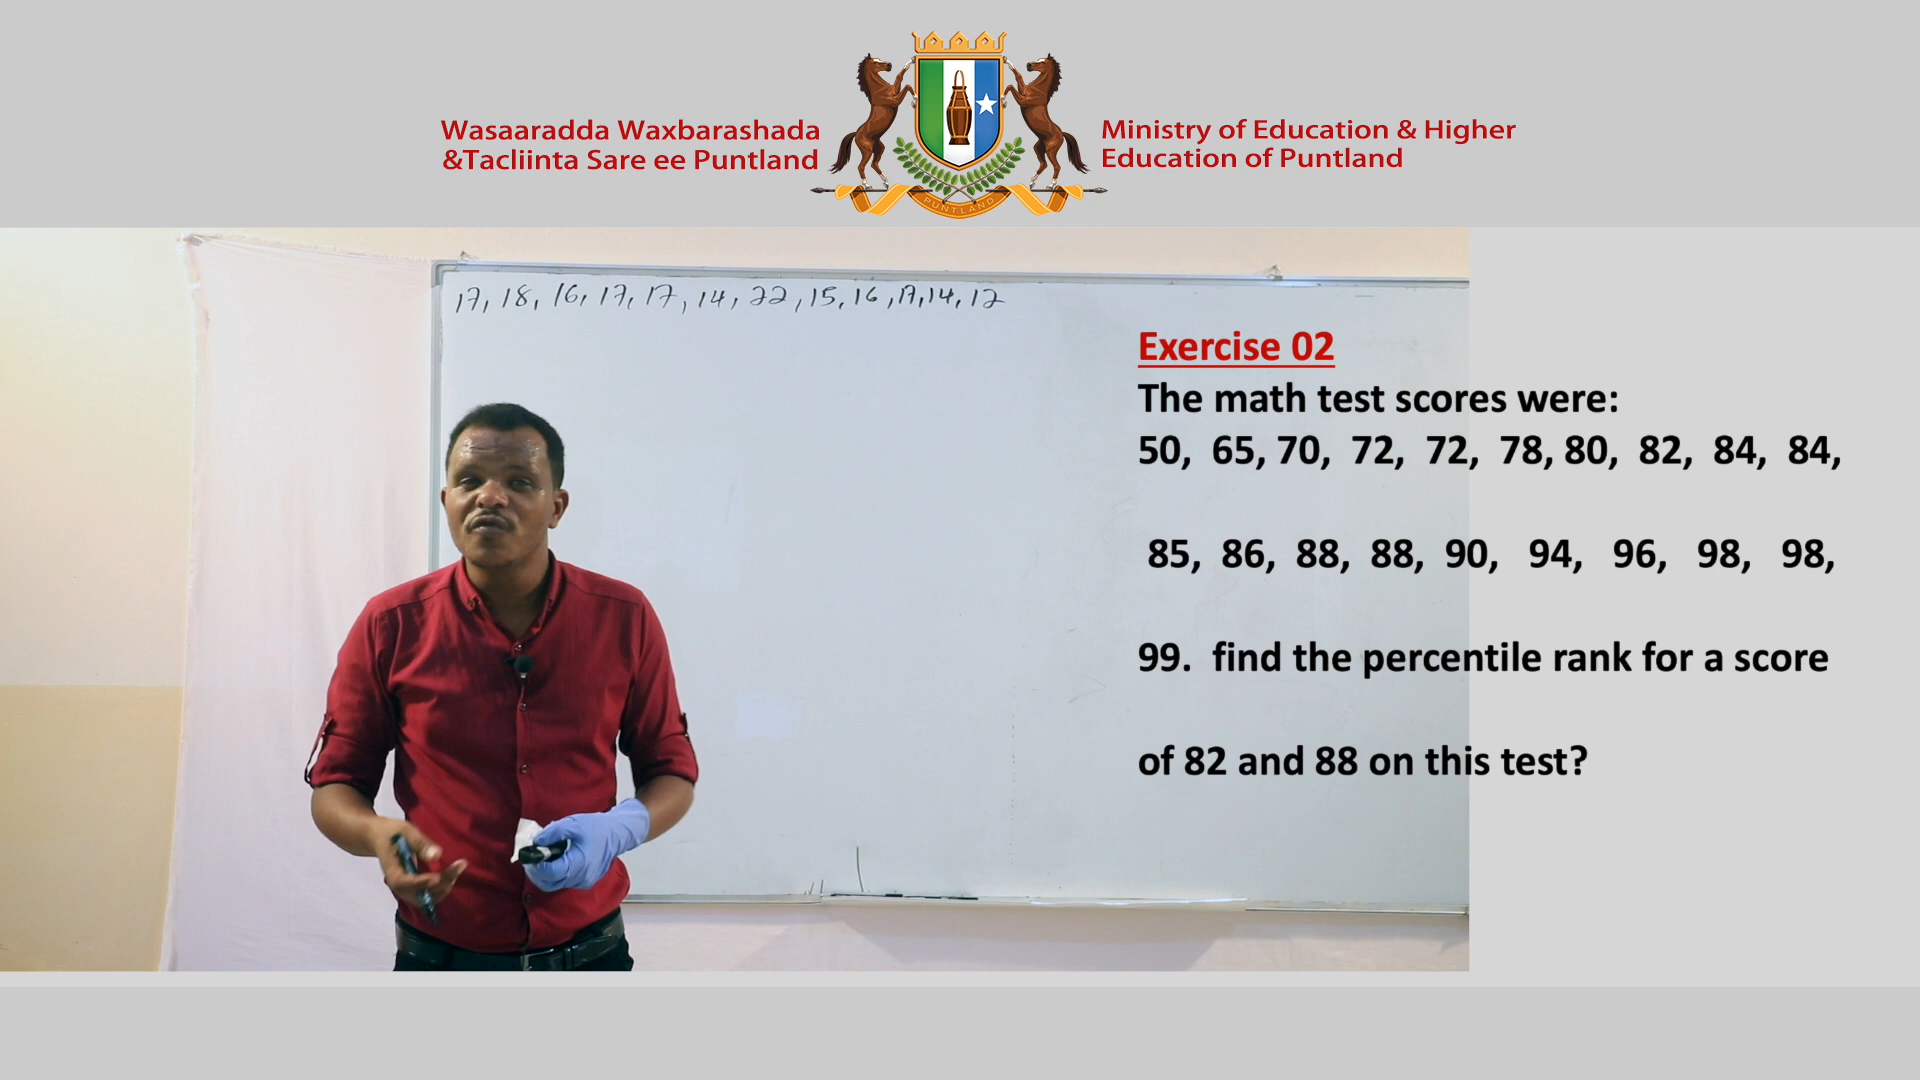 Wasaaradda Waxbarashada
&Tacliinta Sare ee Puntland
Ministry of Education & Higher
Education of Puntland
PUNTLAND
17, 18, 16, 17, 17, 14, 22, 15, 16, 17, 14, 12
Exercise 02
The math test scores were:
50, 65, 70, 72, 72, 78, 80, 82, 84, 84,
85, 86, 88, 88, 90, 94, 96, 98, 98,
99. find the percentile rank for a score
of 82 and 88 on this test?